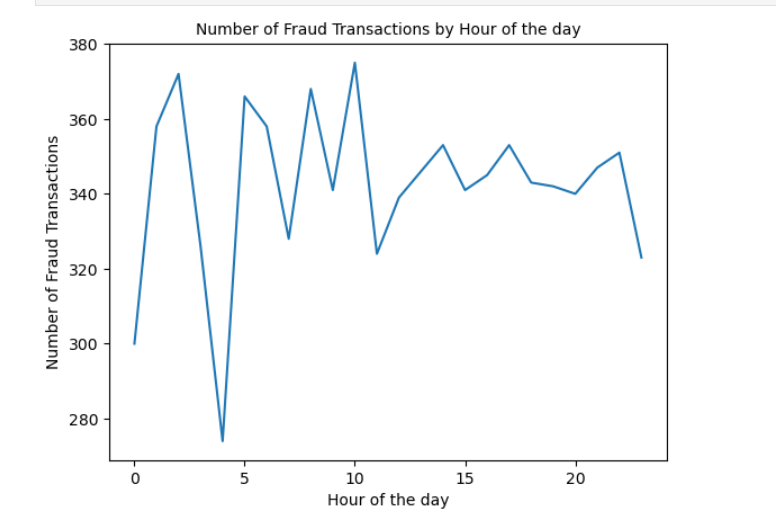 Number of Fraud Transactions by Hour of the day
Number of Fraud Transactions
380
360
340
320
300
280
0 5 10 15 20
Hour of the day